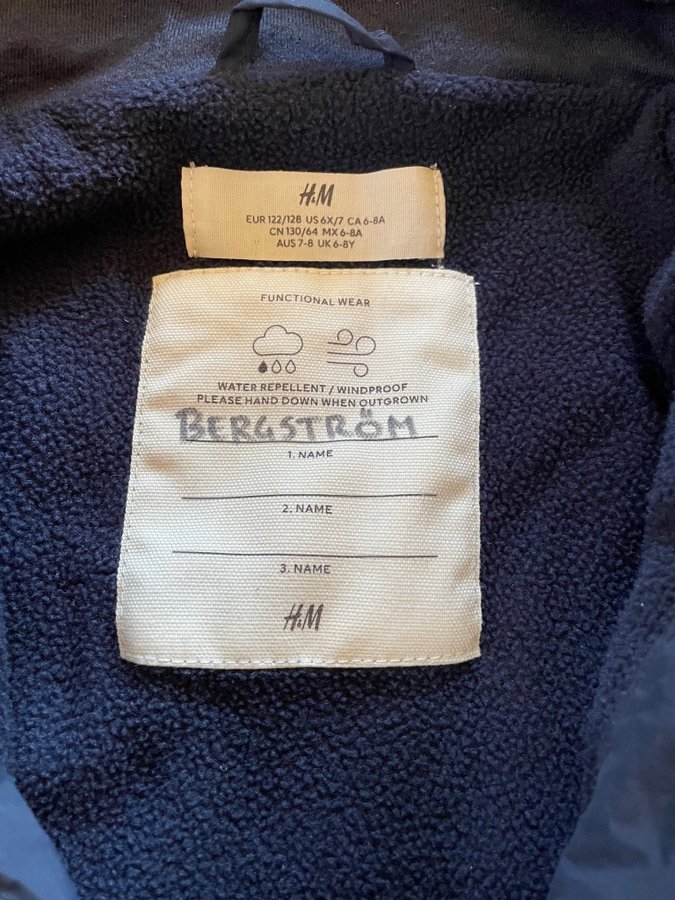 H&M
EUR 122/128 US 6X/7 CA 6-8A
CN 130/64 MX 6-8A
AUS 7-8 UK 6-8Y
FUNCTIONAL WEAR
WATER REPELLENT / WINDPROOF
PLEASE HAND DOWN WHEN OUTGROWN
BERGSTRÖM
1. NAME
2. NAME
3. NAME
H&M